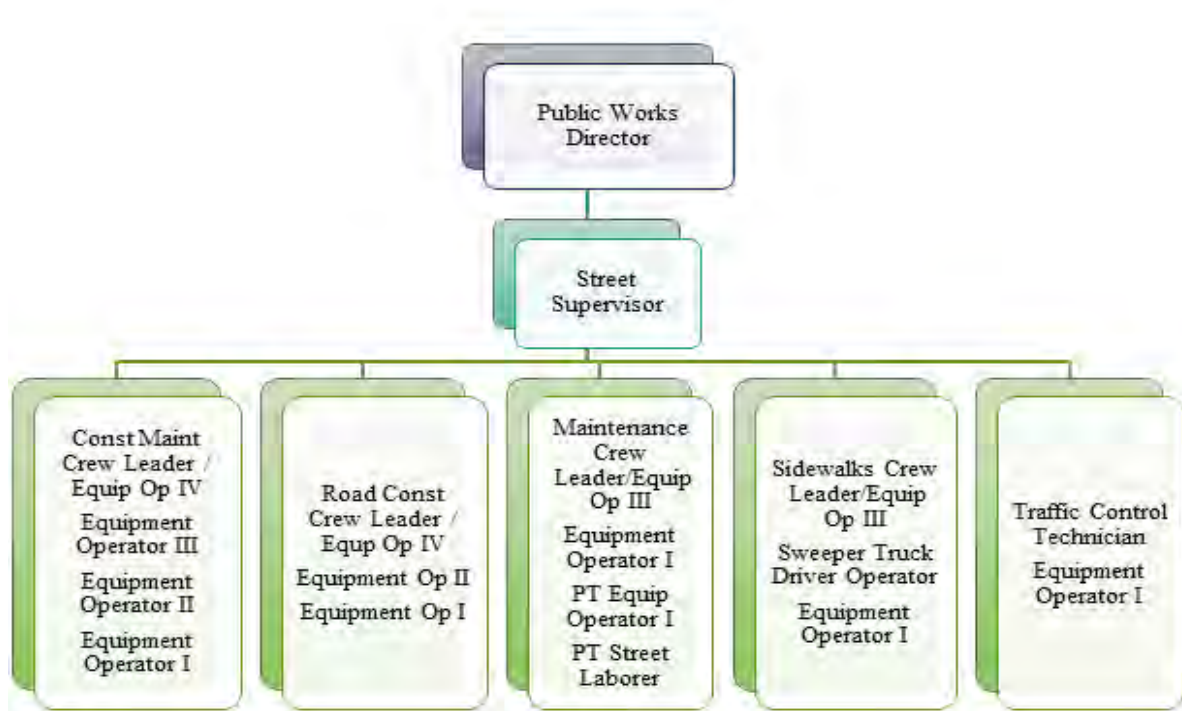 Public Works
Director
Street
Supervisor
Const Maint
Crew Leader /
Equip Op IV
Equipment
Operator III
Equipment
Operator II
Equipment
Operator I
Road Const
Crew Leader /
Equp Op IV
Equipment Op II
Equipment Op I
Maintenance
Crew
Leader/Equip
Op III
Equipment
Operator I
PT Equip
Operator I
PT Street
Laborer
Sidewalks Crew
Leader/Equip
Op III
Sweeper Truck
Driver Operator
Equipment
Operator I
Traffic Control
Technician
Equipment
Operator I